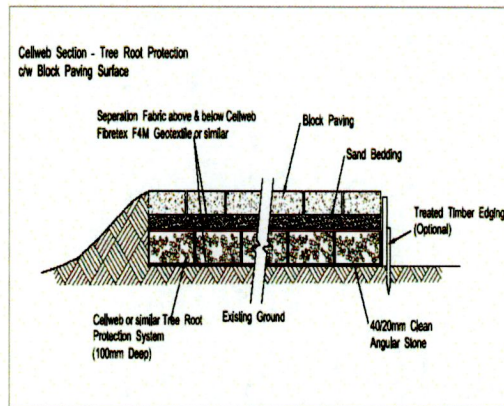 Cellweb Section - Tree Root Protection
c/w Block Paving Surface
Seperation Fabric above & below Cellweb
Fibretex F4M Geotextile or similar
Block Paving
Sand Bedding
Treated Timber Edging
(Optional)
Cellweb or similar Tree Root
Protection System
(100mm Deep)
Existing Ground
40/20mm Clean
Angular Stone